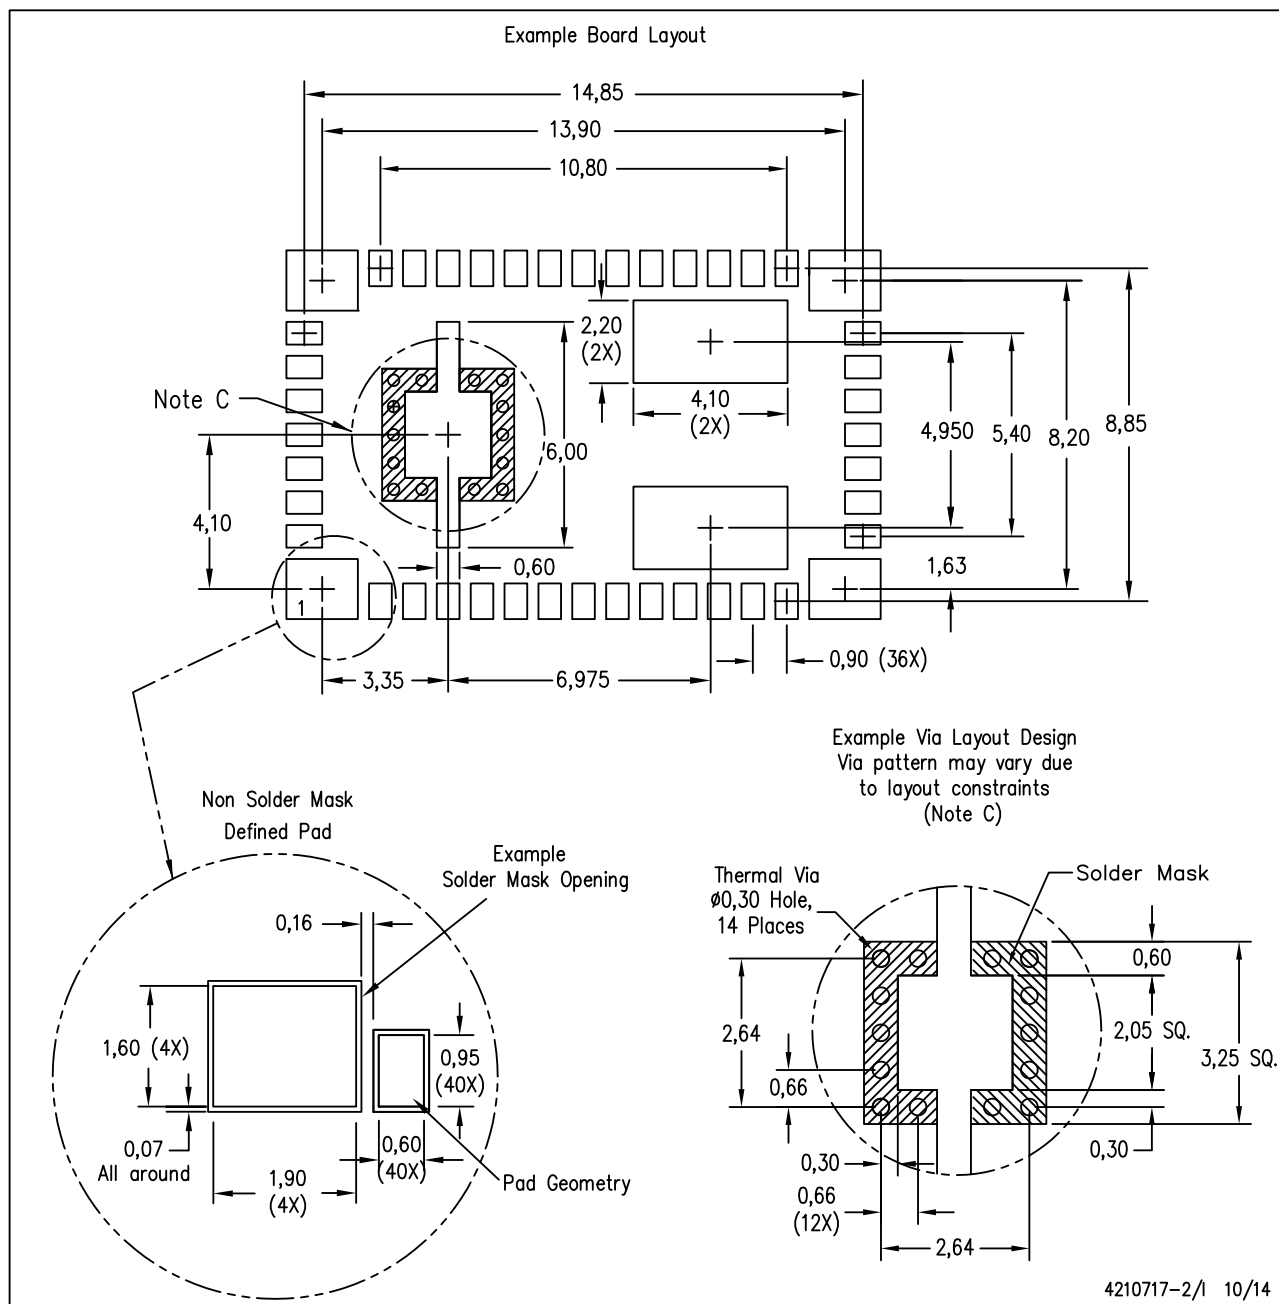 Example Board Layout
14,85
13,90
10,80
2,20
(2X)
4,10
(2X)
Note C
6,00
4,950
5,40
8,20
8,85
4,10
0,60
1,63
1
3,35
6,975
0,90 (36X)
Example Via Layout Design
Via pattern may vary due
to layout constraints
(Note C)
Non Solder Mask
Defined Pad
Example
Solder Mask Opening
0,16
1,60 (4X)
0,95
(40X)
0,07
All around
1,90
(4X)
0,60
(40X)
Pad Geometry
Thermal Via
ø0,30 Hole,
14 Places
Solder Mask
0,60
2,64
2,05 SQ.
3,25 SQ.
0,66
0,30
0,30
0,66
(12X)
2,64
4210717-2/I 10/14